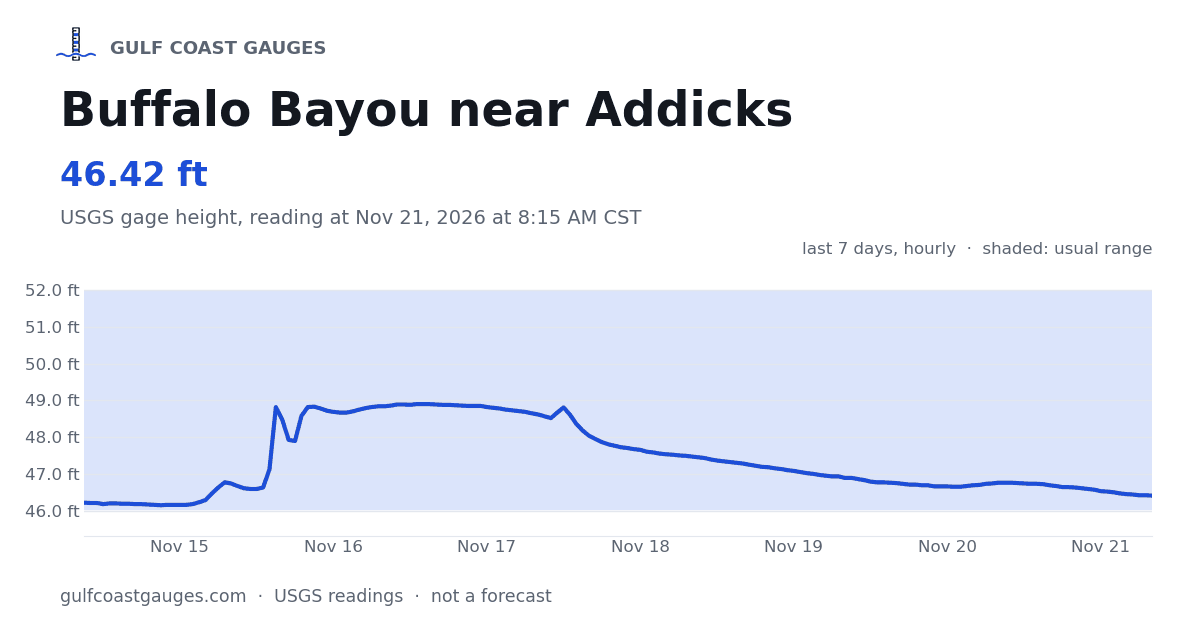 GULF COAST GAUGES
Buffalo Bayou near Addicks
46.42 ft
USGS gage height, reading at Nov 21, 2026 at 8:15 AM CST
last 7 days, hourly · shaded: usual range
52.0 ft
51.0 ft
50.0 ft
49.0 ft
48.0 ft
47.0 ft
46.0 ft
Nov 15 Nov 16 Nov 17 Nov 18 Nov 19 Nov 20 Nov 21
gulfcoastgauges.com · USGS readings · not a forecast